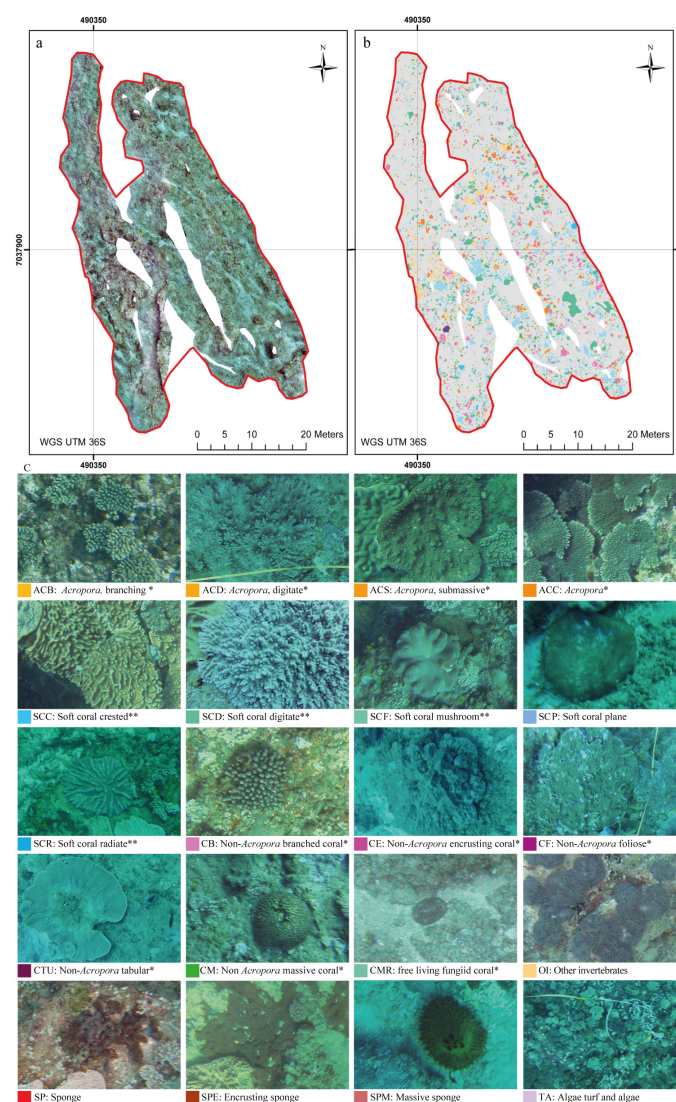 490350
490350
a
N
b
N
7037900
WGS UTM 36S
0 5 10 20 Meters
WGS UTM 36S
0 5 10 20 Meters
490350
490350
C
ACB: Acropora, branching *
ACD: Acropora, digitate*
ACS: Acropora, submassive*
ACC: Acropora*
SCC: Soft coral crested**
SCD: Soft coral digitate**
SCF: Soft coral mushroom**
SCP: Soft coral plane
SCR: Soft coral radiate**
CB: Non-Acropora branched coral*
CE: Non-Acropora encrusting coral*
CF: Non-Acropora foliose*
CTU: Non-Acropora tabular*
CM: Non Acropora massive coral*
CMR: free living fungiid coral*
OI: Other invertebrates
SP: Sponge
SPE: Encrusting sponge
SPM: Massive sponge
TA: Algae turf and algae